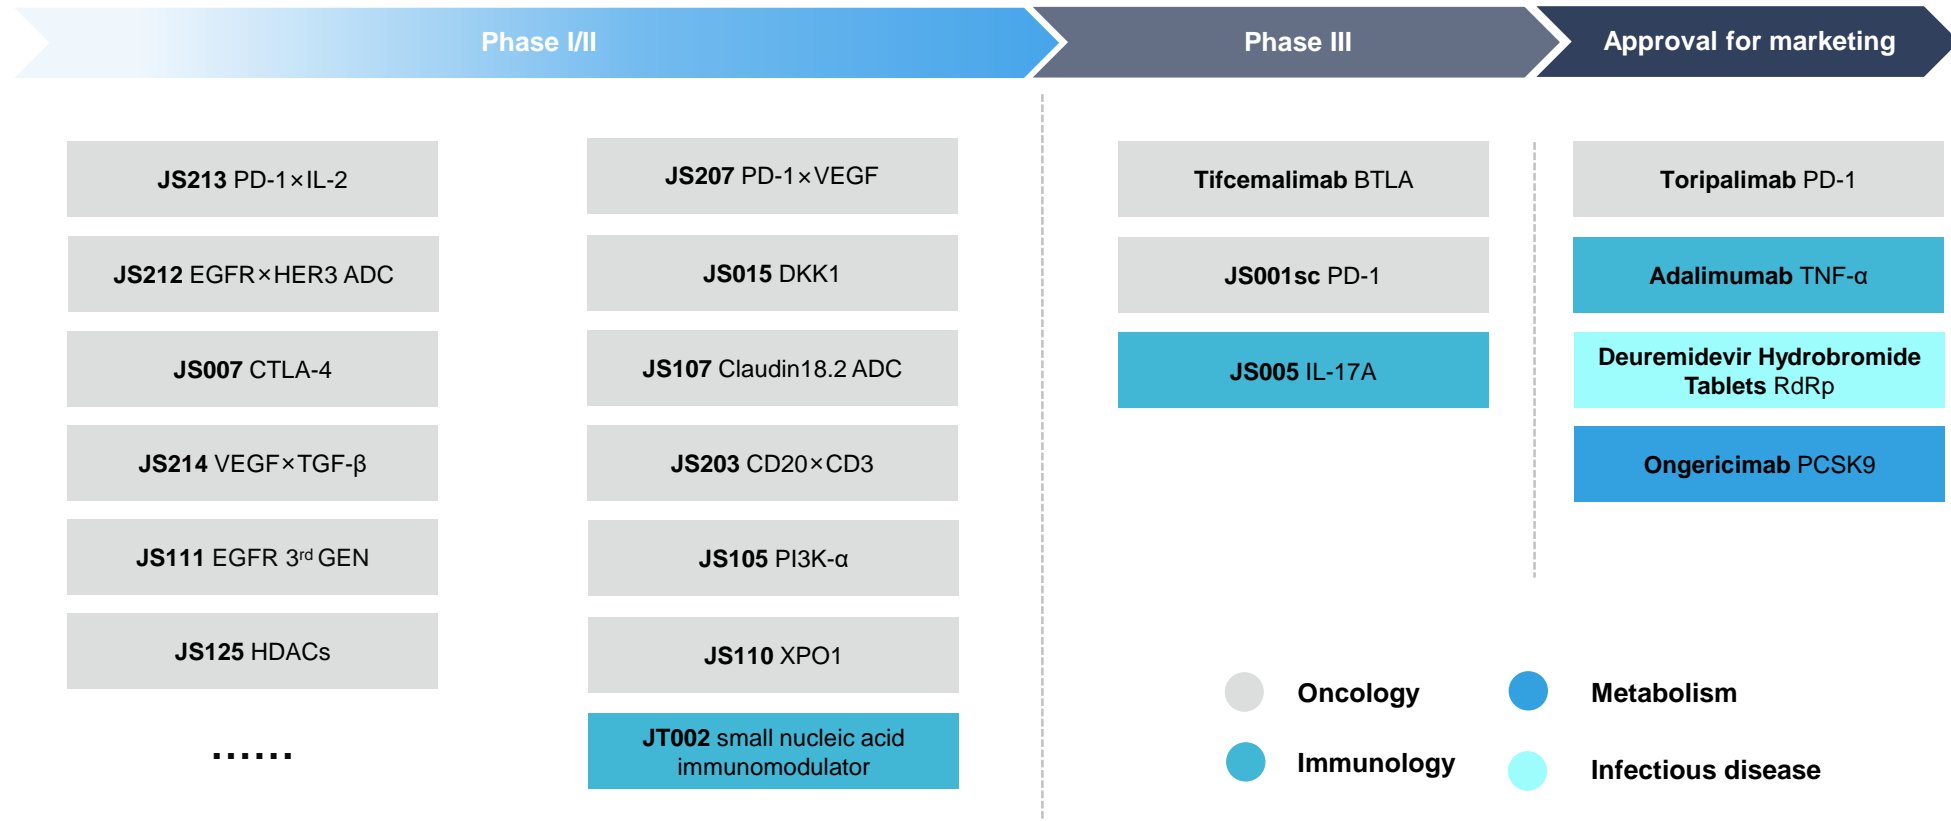 Phase I/II
Phase III
Approval for marketing
JS213 PD-1×IL-2
JS212 EGFR×HER3 ADC
JS007 CTLA-4
JS214 VEGF×TGF-β
JS111 EGFR 3rd GEN
JS125 HDACs
......
JS207 PD-1×VEGF
JS015 DKK1
JS107 Claudin18.2 ADC
JS203 CD20×CD3
JS105 PI3K-α
JS110 XPO1
JT002 small nucleic acid
immunomodulator
Tifcemalimab BTLA
JS001sc PD-1
JS005 IL-17A
Toripalimab PD-1
Adalimumab TNF-α
Deuremidevir Hydrobromide
Tablets RdRp
Ongericimab PCSK9
Oncology
Metabolism
Immunology
Infectious disease